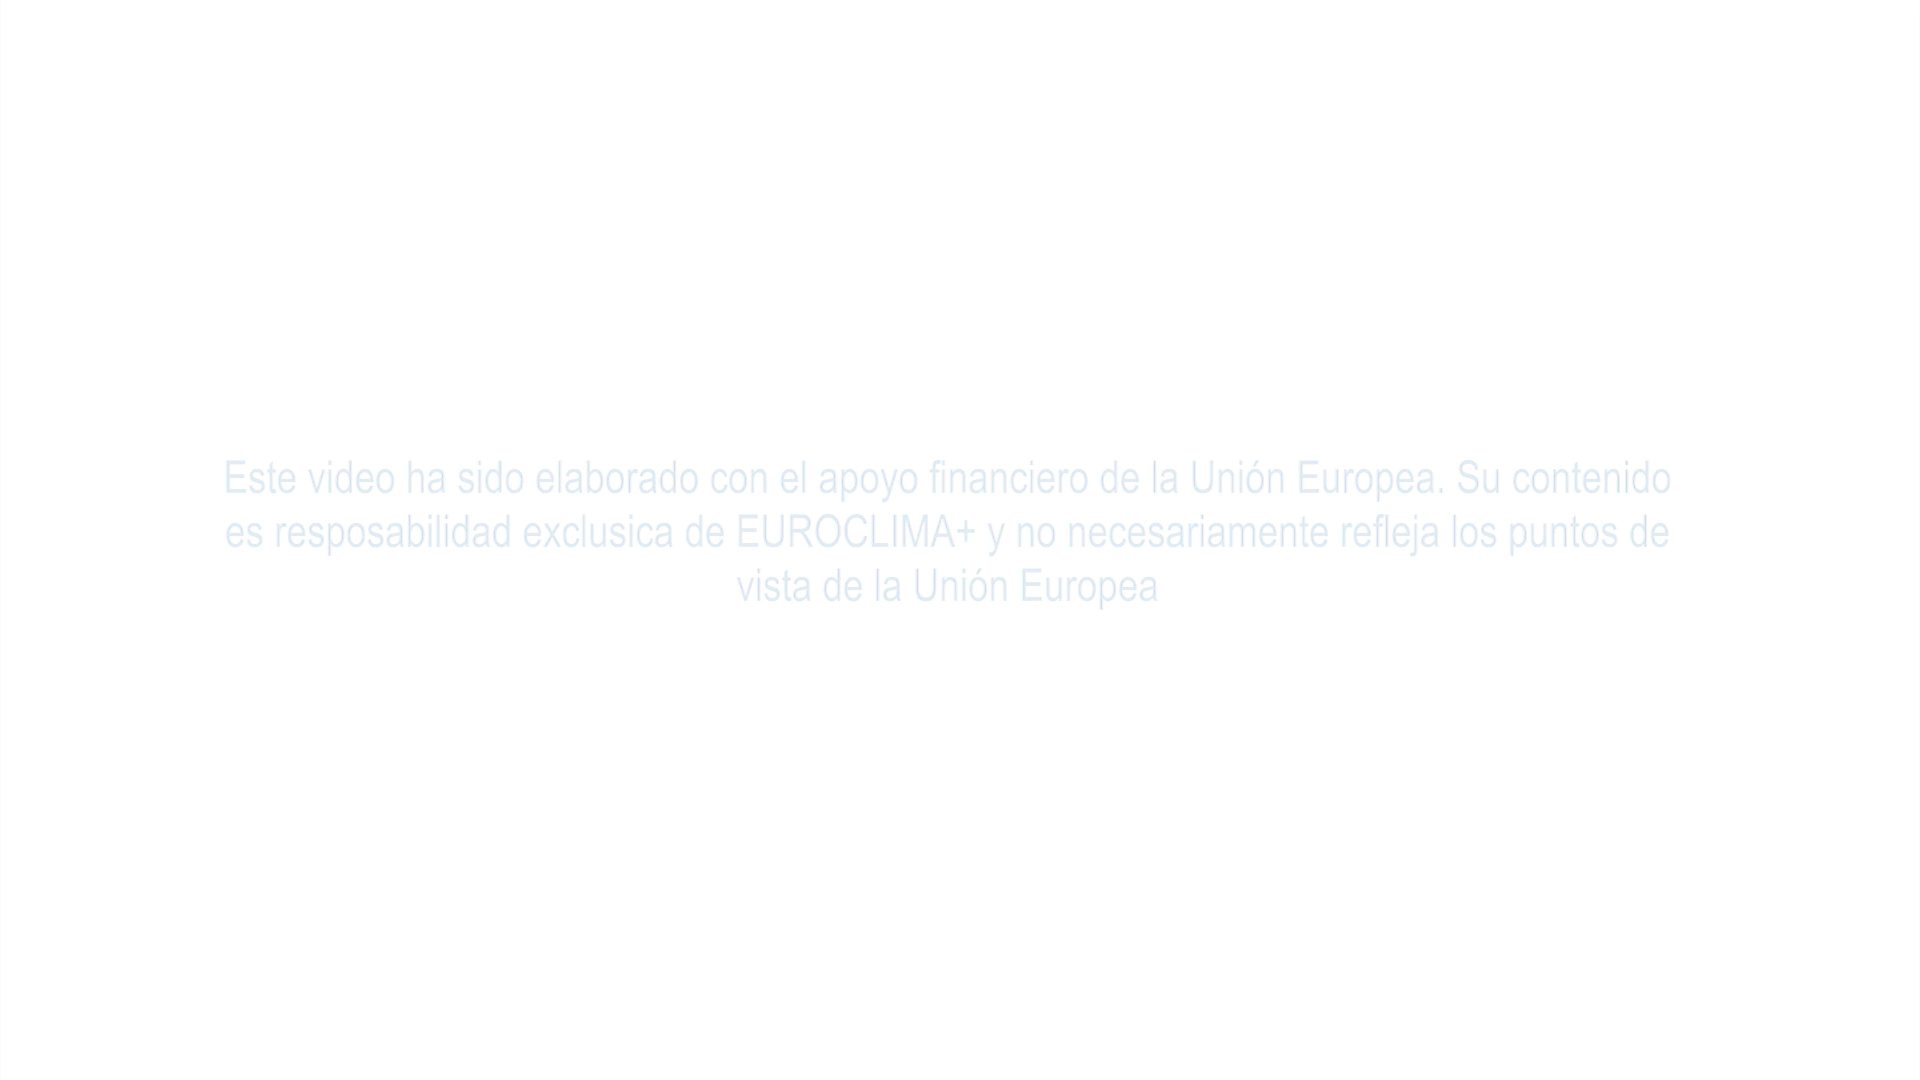 Este video ha sido elaborado con el apoyo financiero de la Unión Europea. Su contenido
es resposabilidad exclusica de EUROCLIMA+ y no necesariamente refleja los puntos de
vista de la Unión Europea